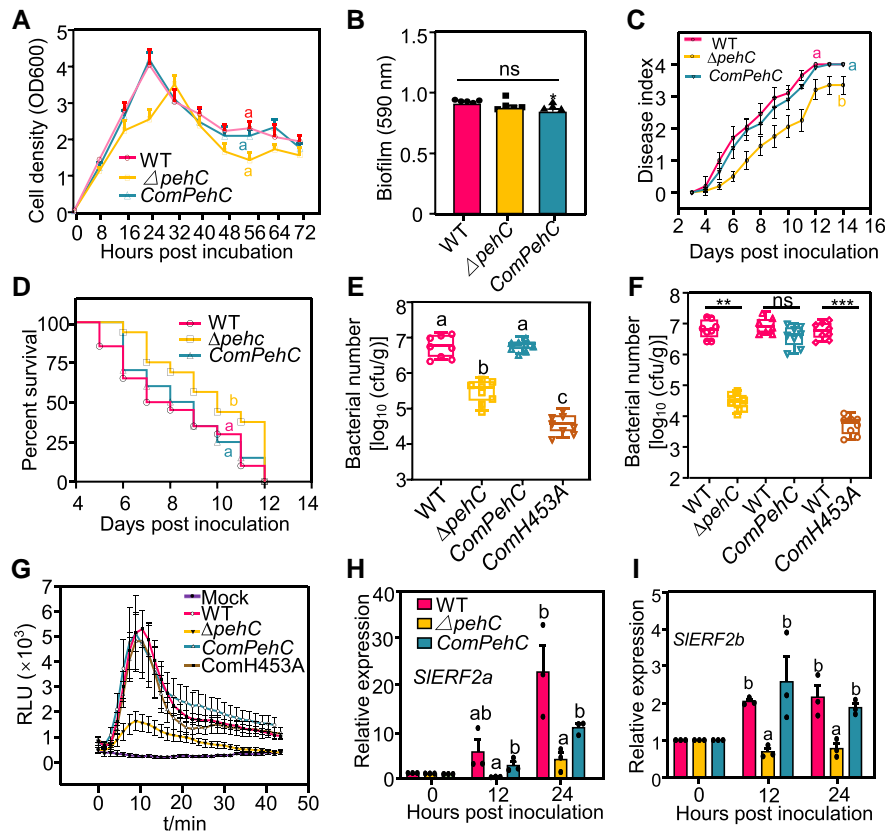 A
Cell density (OD600)
5
4
3
2
1
0
a
a
a
WT
△pehC
ComPehC
0 8 16 24 32 40 48 56 64 72
Hours post incubation
B
Biofilm (590 nm)
1.50
1.0
0.5
0
ns
*
WT
△pehC
ComPehC
C
Disease index
5
4
3
2
1
0
WT
ΔpehC
ComPehC
a
a
b
2 4 6 8 10 12 14 16
Days post inoculation
D
Percent survival
100
75
50
25
0
WT
Δpehc
ComPehC
b
a
a
4 6 8 10 12 14
Days post inoculation
E
Bacterial number
[log₁₀ (cfu/g)]
7
6
5
4
3
a
b
a
c
WT
ΔpehC
ComPehC
ComH453A
F
Bacterial number
[log₁₀ (cfu/g)]
7
6
5
4
3
2
**
ns
***
WT
ΔpehC
WT
ComPehC
WT
ComH453A
G
RLU (×10³)
7
6
5
4
3
2
1
0
Mock
WT
ΔpehC
ComPehC
ComH453A
0 10 20 30 40 50
t/min
H
Relative expression
40
30
20
10
0
WT
△pehC
ComPehC
SlERF2a
ab
a
b
b
a
b
0 12 24
Hours post inoculation
I
Relative expression
5
4
3
2
1
0
SlERF2b
b
a
b
b
a
b
0 12 24
Hours post inoculation